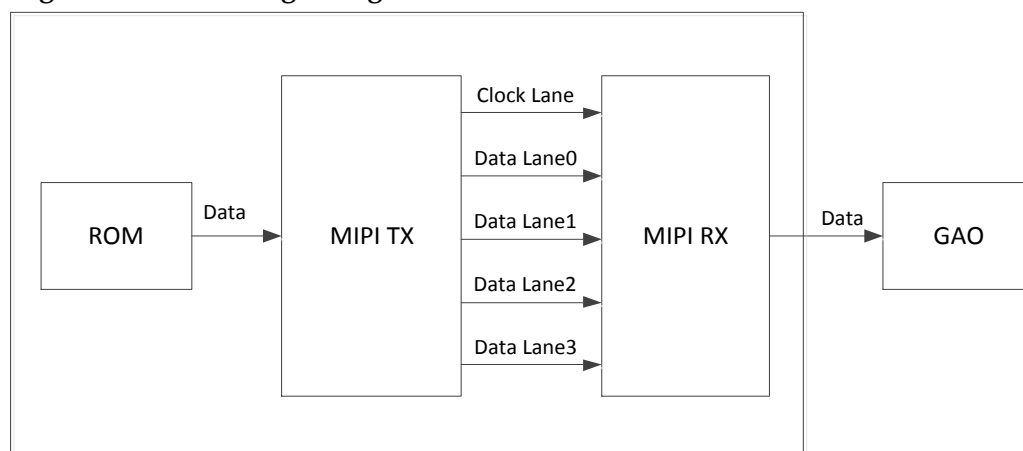 Clock Lane
Data Lane0
Data
ROM
MIPI TX
Data Lane1
MIPI RX
Data
GAO
Data Lane2
Data Lane3